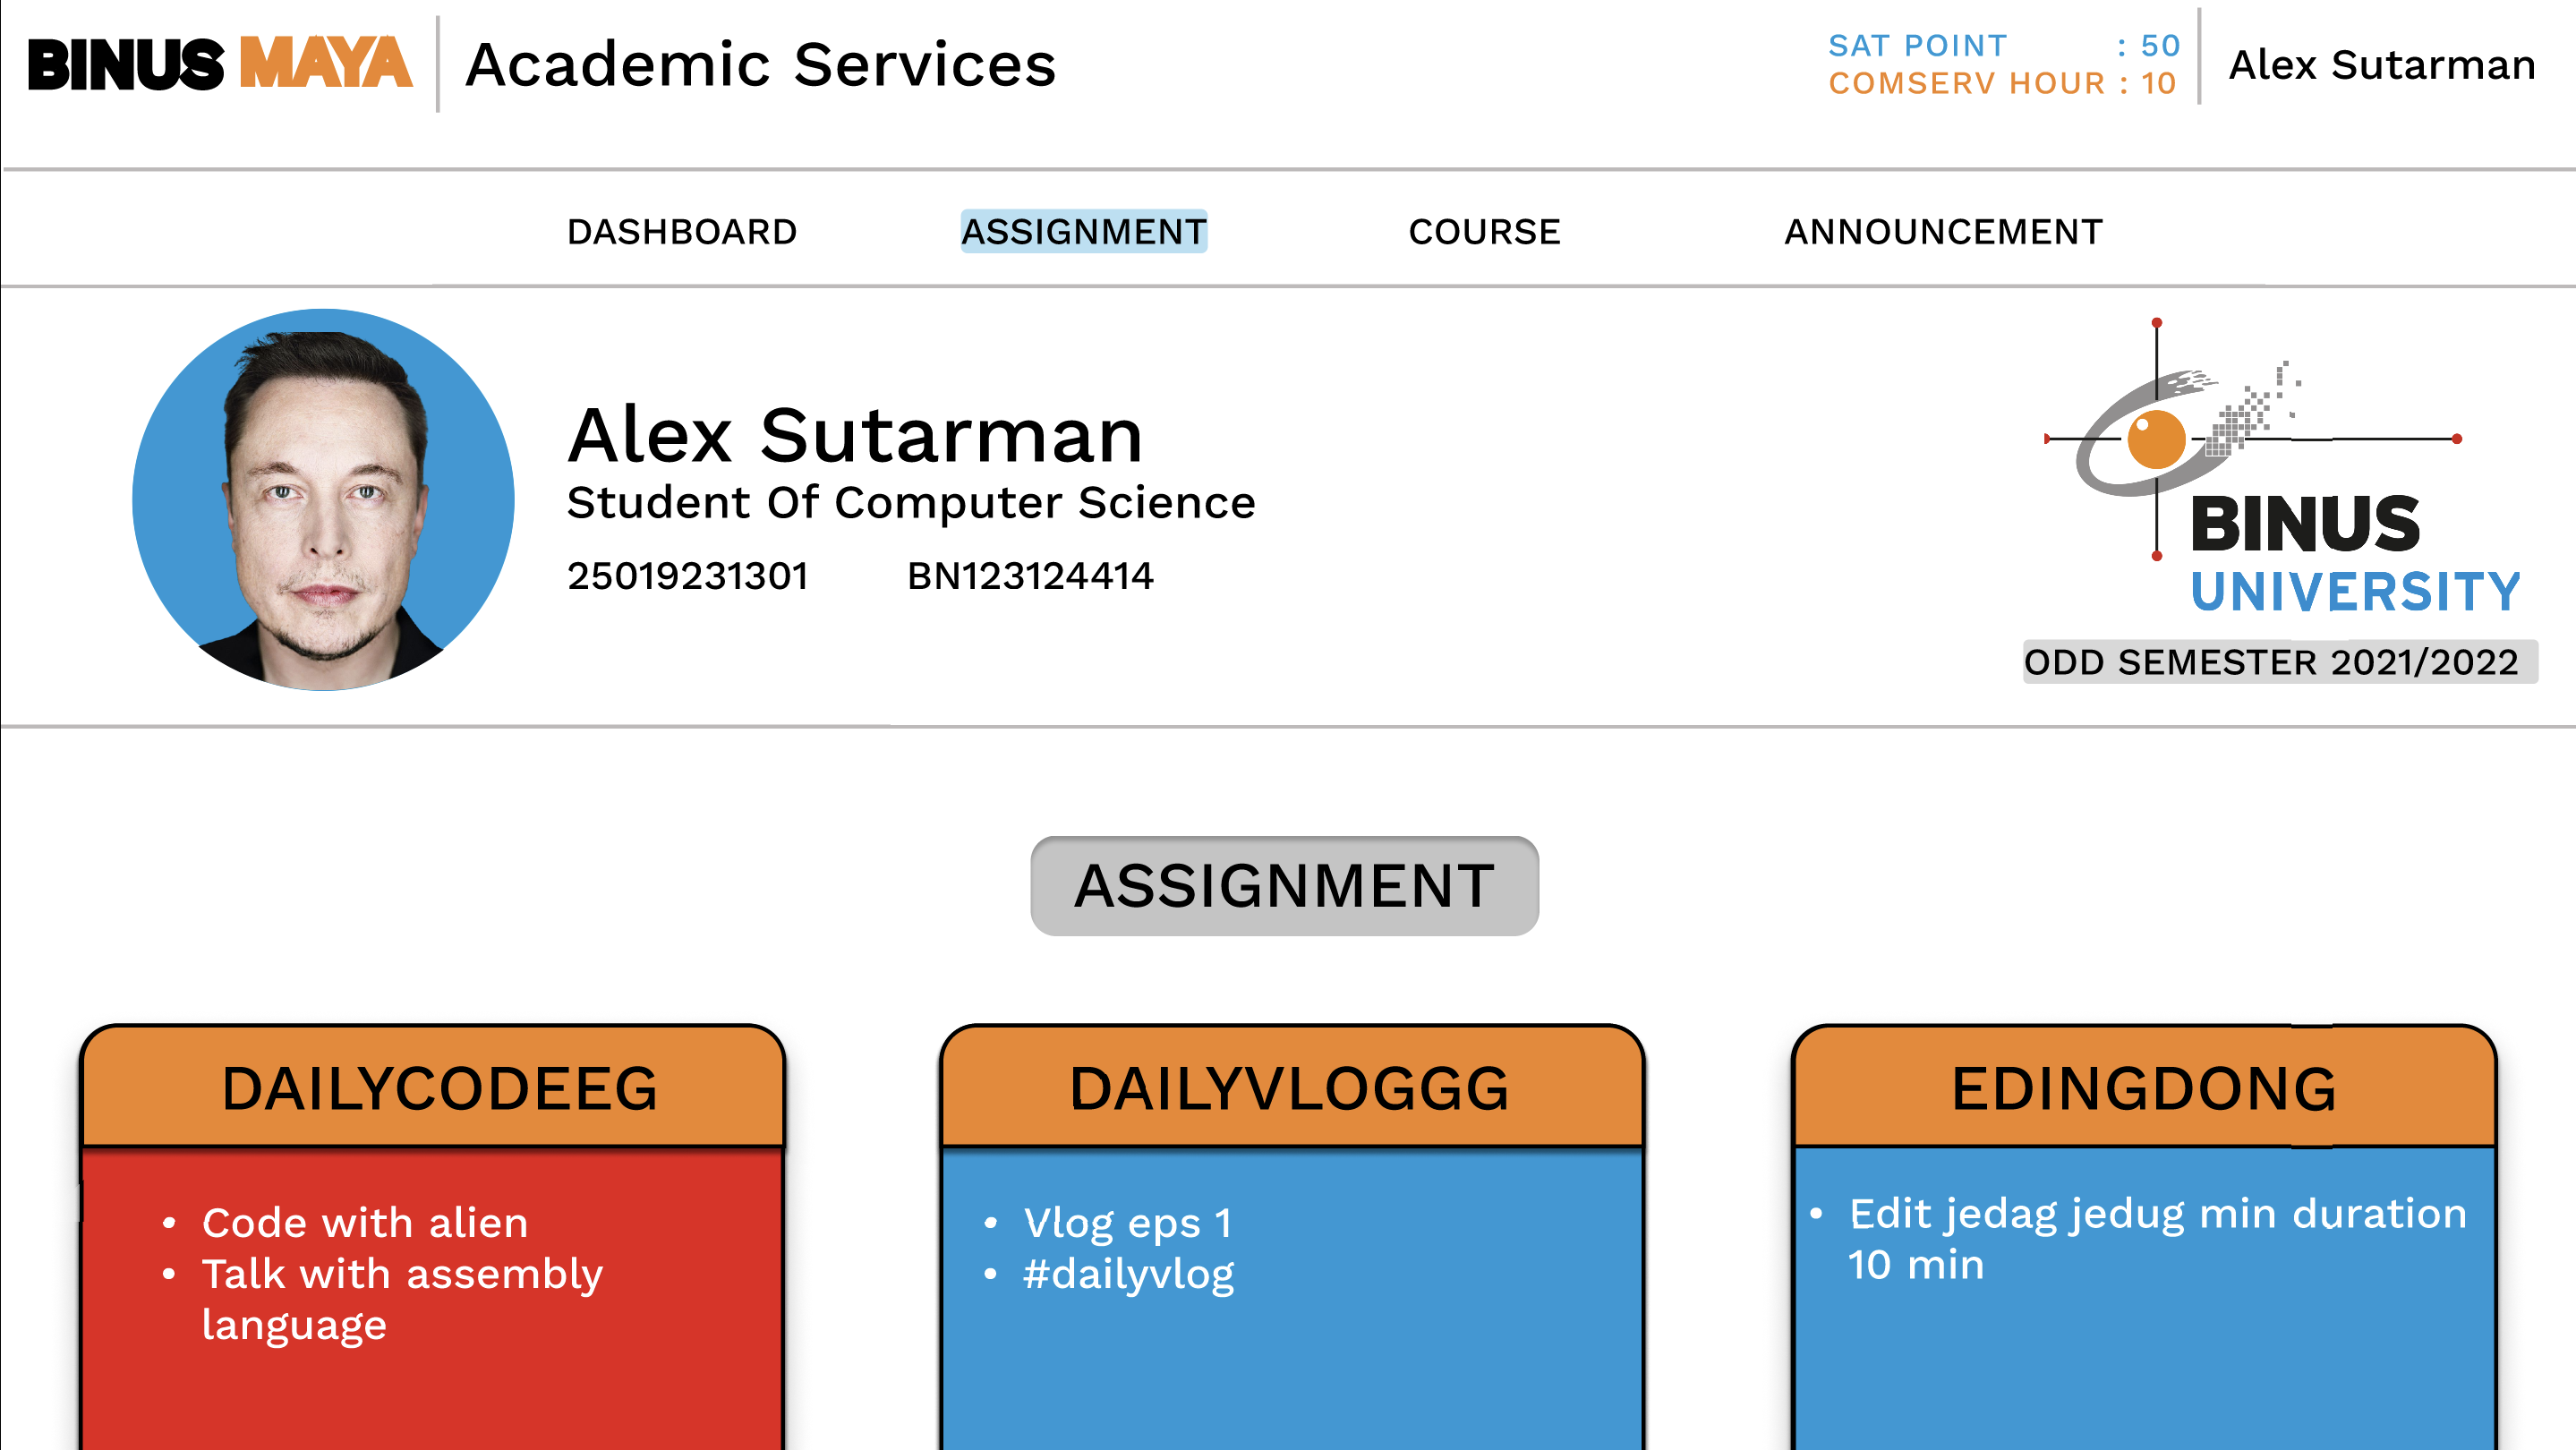 BINUS MAYA
Academic Services
SAT POINT : 50
COMSERV HOUR : 10
Alex Sutarman
DASHBOARD
ASSIGNMENT
COURSE
ANNOUNCEMENT
Alex Sutarman
Student Of Computer Science
25019231301
BN123124414
BINUS
UNIVERSITY
ODD SEMESTER 2021/2022
ASSIGNMENT
DAILYCODEEG
• Code with alien
• Talk with assembly
language
DAILYVLOGGG
• Vlog eps 1
• #dailyvlog
EDINGDONG
• Edit jedag jedug min duration
10 min